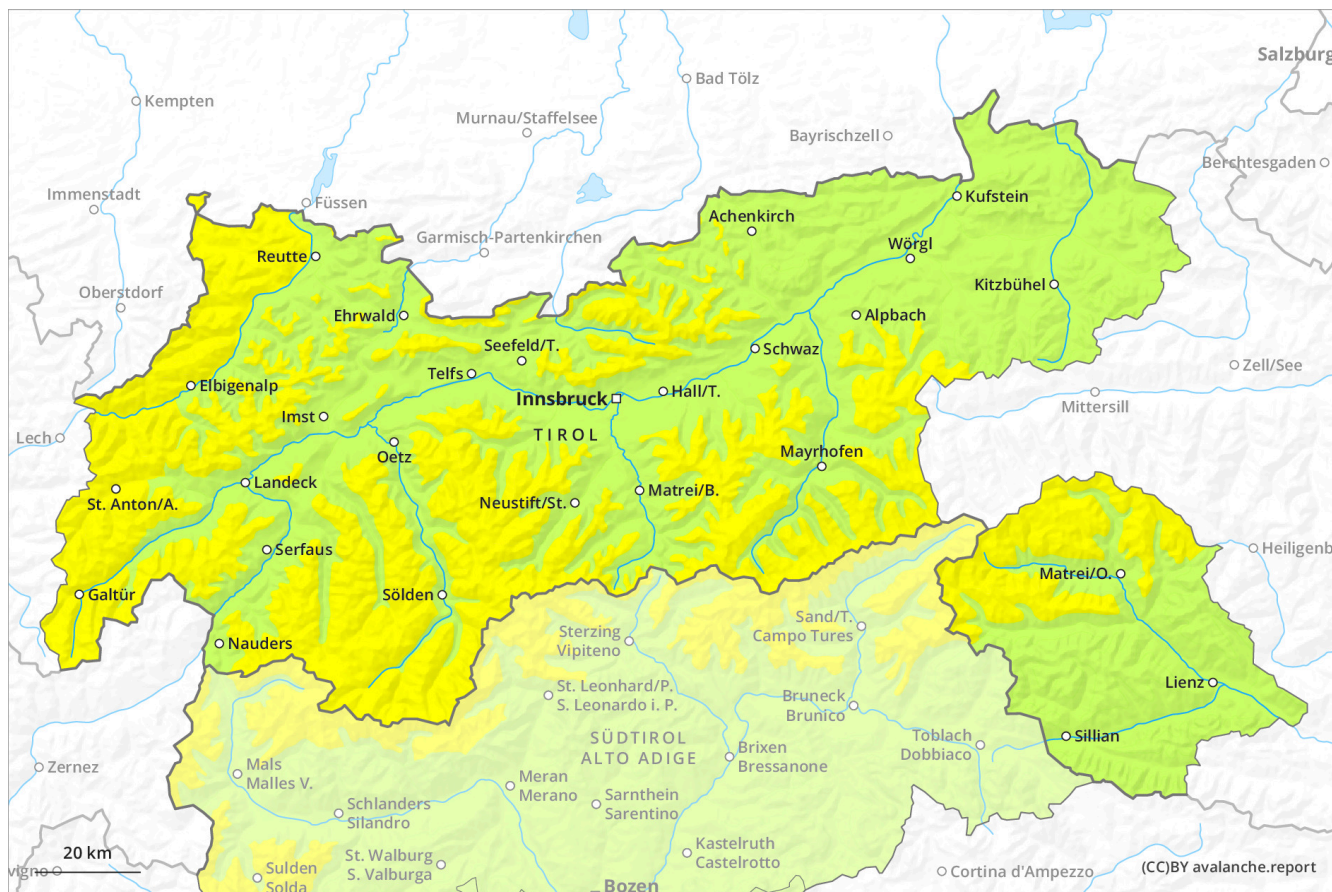 Salzburg
Kempten
Bad Tölz
Murnau/Staffelsee
Bayrischzell
Berchtesgaden
Immenstadt
Füssen
Kufstein
Achenkirch
Garmisch-Partenkirchen
Wörgl
Reutte
Oberstdorf
Kitzbühel
Ehrwald
Alpbach
Seefeld/T.
Schwaz
Zell/See
Telfs
Elbigenalp
Hall/T.
Innsbruck
Mittersill
Imst
Lech
TIROL
Oetz
Mayrhofen
Landeck
Matrei/B.
St. Anton/A.
Neustift/St.
Serfaus
Heiligenb
Matrei/O.
Galtür
Sölden
Sand/T.
Campo Tures
Sterzing
Vipiteno
Nauders
Lienz
St. Leonhard/P.
S. Leonardo i. P.
Bruneck
Brunico
Sillian
SÜDTIROL
ALTO ADIGE
Toblach
Dobbiaco
Brixen
Bressanone
Zernez
Mals
Malles V.
Meran
Merano
Sarnthein
Sarentino
Schlanders
Silandro
Kastelruth
Castelrotto
20 km
St. Walburg
S. Valburga
vigno
Sulden
Solda
Cortina d'Ampezzo
(CC)BY avalanche.report
Bozen